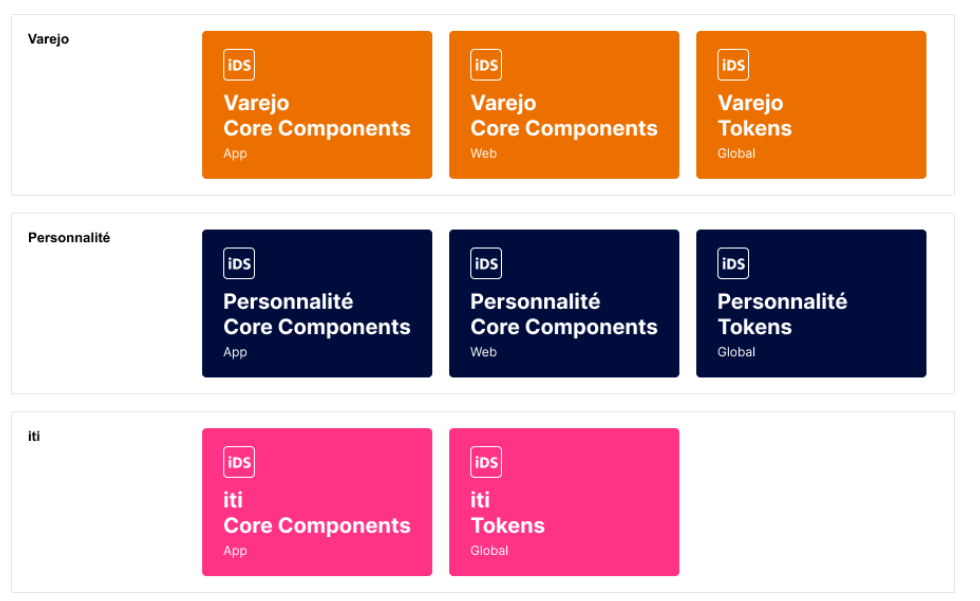 Varejo
iDS
Varejo
Core Components
App
iDS
Varejo
Core Components
Web
iDS
Varejo
Tokens
Global
Personnalité
iDS
Personnalité
Core Components
App
iDS
Personnalité
Core Components
Web
iDS
Personnalité
Tokens
Global
iti
iDS
iti
Core Components
App
iDS
iti
Tokens
Global